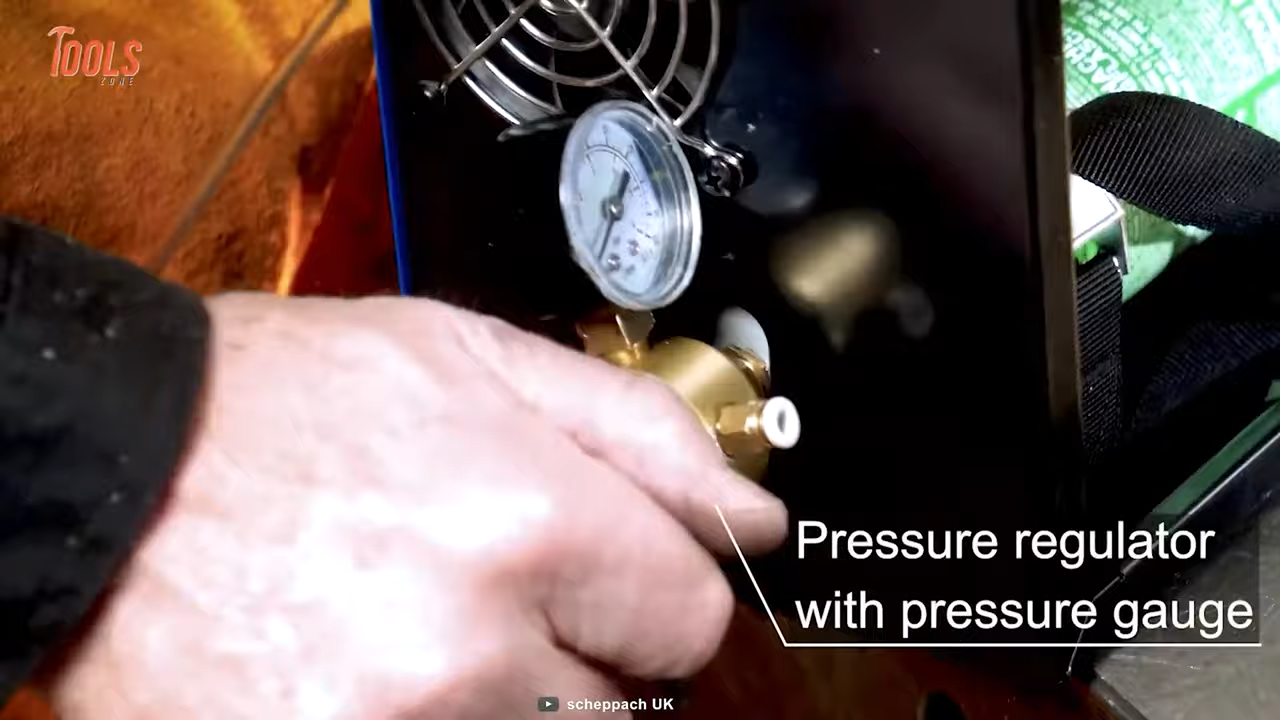 TOOLS
ZONE
Pressure regulator
with pressure gauge
scheppach UK